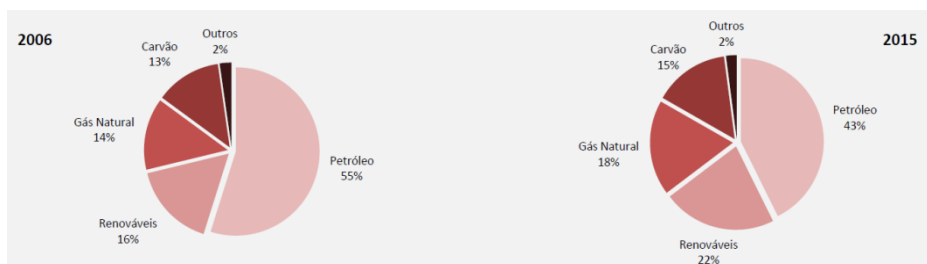 2006
Outros
2%
Carvão
13%
Gás Natural
14%
Petróleo
55%
Renováveis
16%
2015
Outros
2%
Carvão
15%
Petróleo
43%
Gás Natural
18%
Renováveis
22%